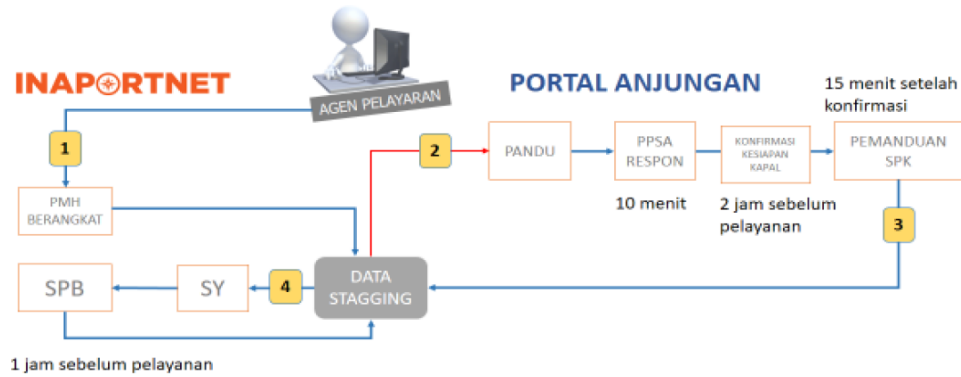 INAPORTNET
AGEN PELAYARAN
PORTAL ANJUNGAN
15 menit setelah
konfirmasi
1
2
PANDU
PPSA
RESPON
KONFIRMASI
KESIAPAN
KAPAL
PEMANDUAN
SPK
PMH
BERANGKAT
10 menit
2 jam sebelum
pelayanan
3
SPB
SY
4
DATA
STAGGING
1 jam sebelum pelayanan